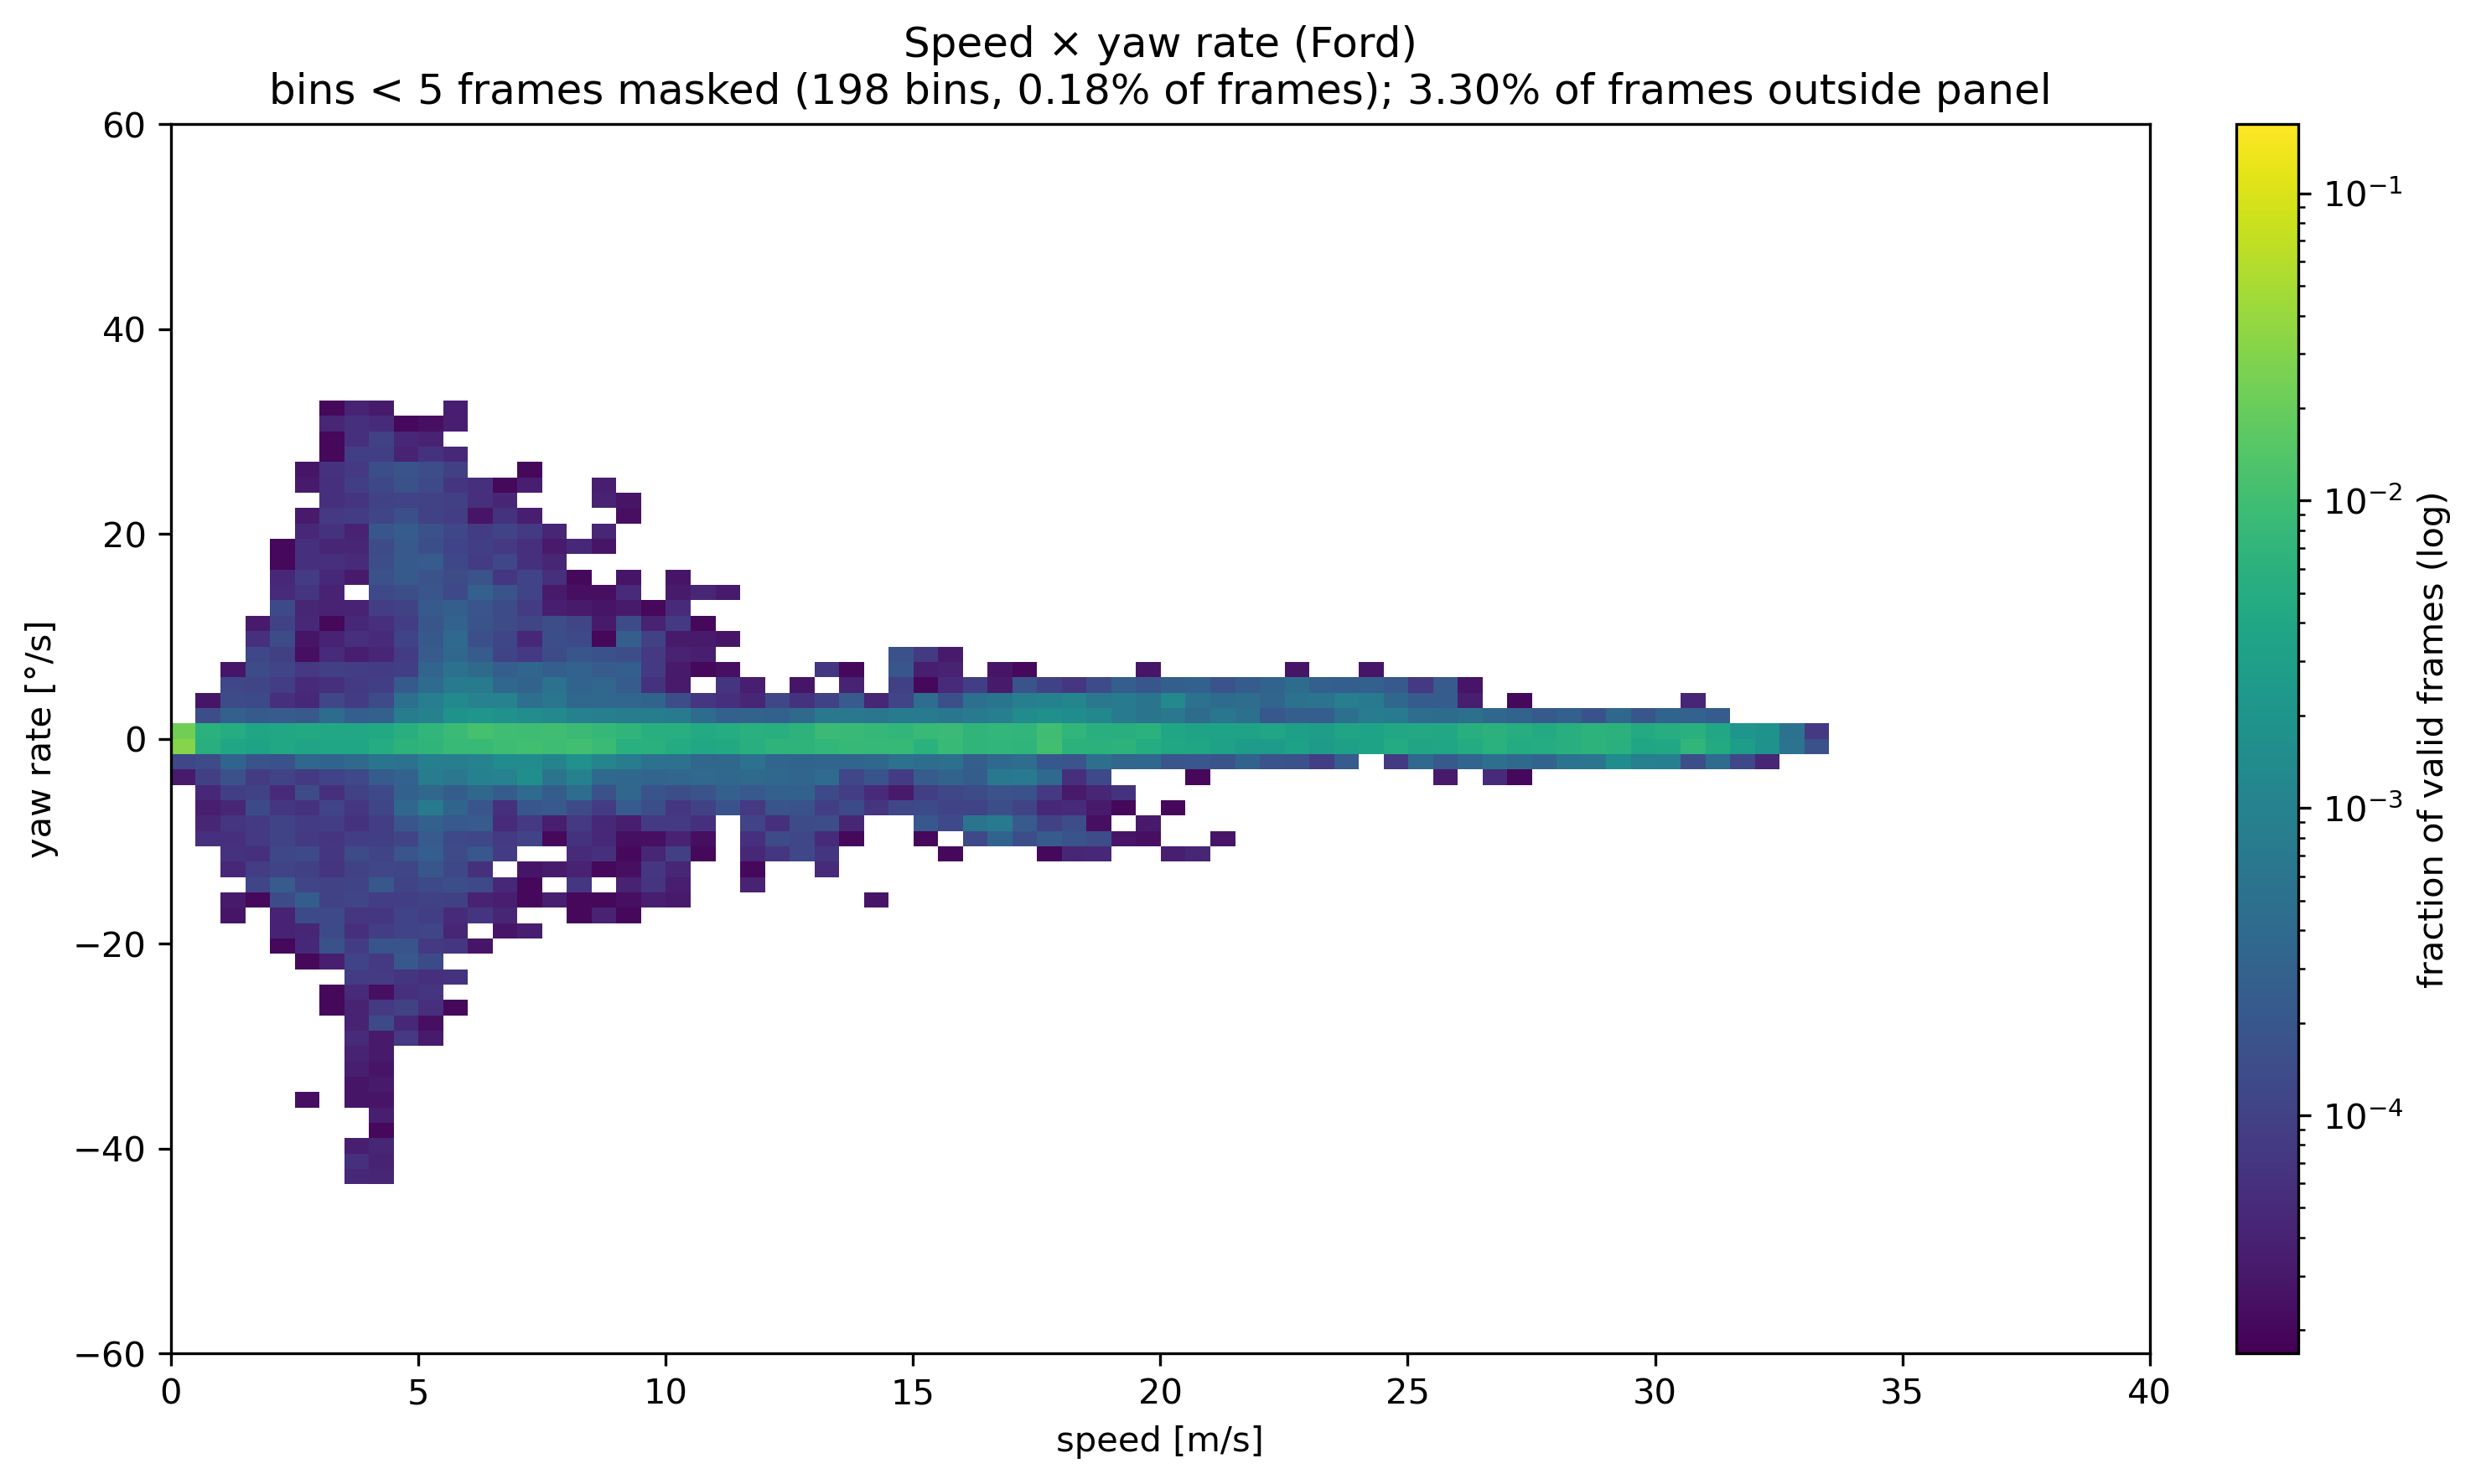 Speed × yaw rate (Ford)
bins < 5 frames masked (198 bins, 0.18% of frames); 3.30% of frames outside panel
60
40
20
0
−20
−40
−60
yaw rate [°/s]
0 5 10 15 20 25 30 35 40
speed [m/s]
10⁻¹
10⁻²
10⁻³
10⁻⁴
fraction of valid frames (log)